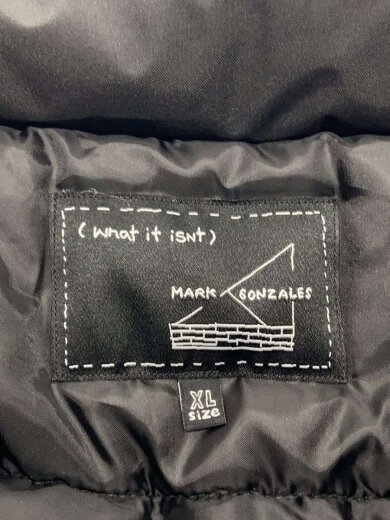 (What it iSNt)
MARK GONZALES
XL
size